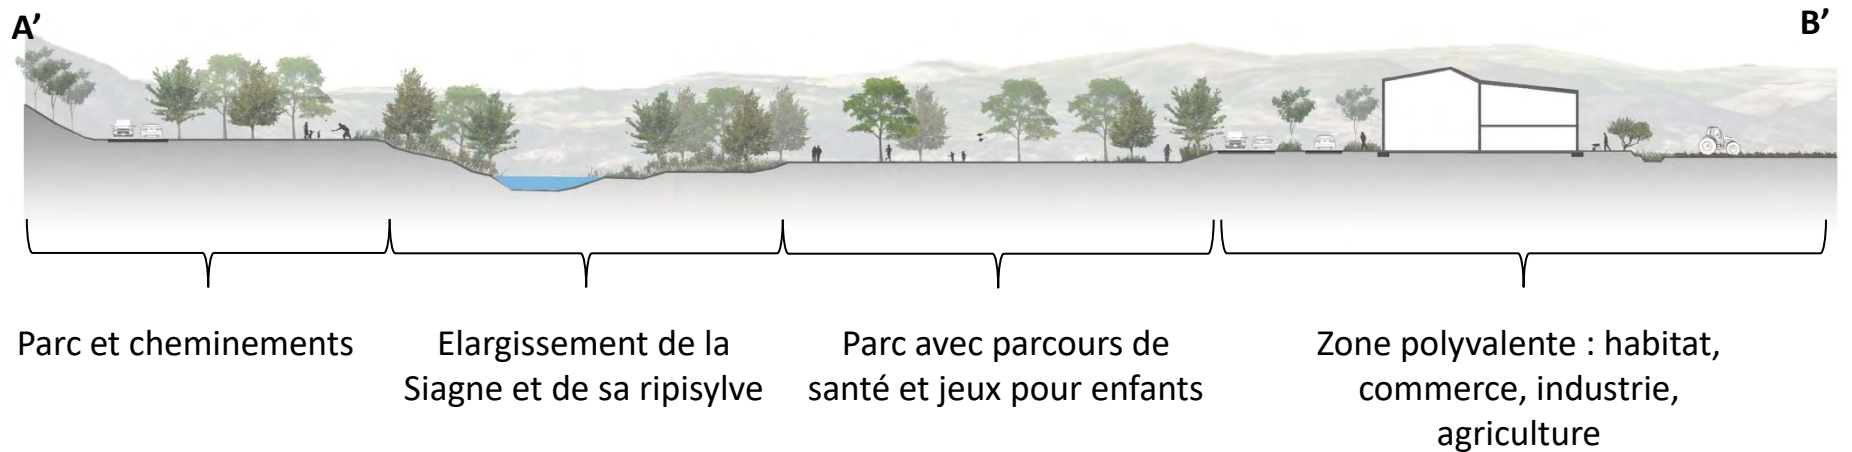 A’
B’
Parc et cheminements
Elargissement de la
Siagne et de sa ripisylve
Parc avec parcours de
santé et jeux pour enfants
Zone polyvalente : habitat,
commerce, industrie,
agriculture